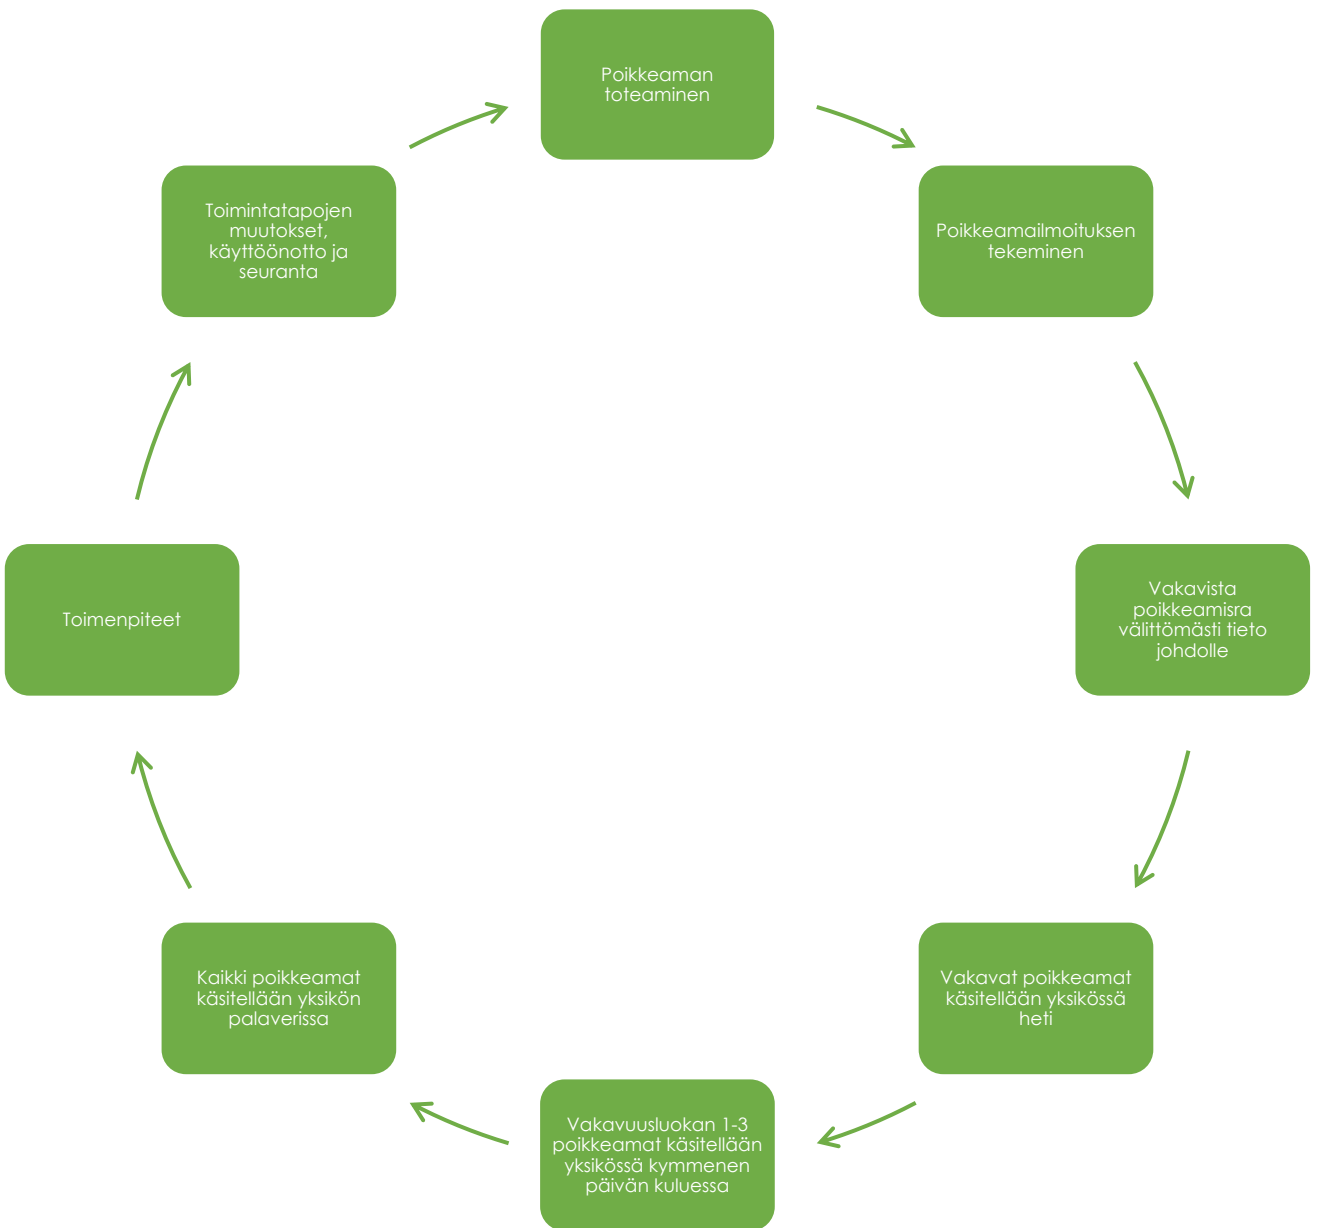 Poikkeaman
toteaminen
Poikkeamailmoituksen
tekeminen
Vakavista
poikkeamisra
välittömästi tieto
johdolle
Vakavat poikkeamat
käsitellään yksikössä
heti
Vakavuusluokan 1-3
poikkeamat käsitellään
yksikössä kymmenen
päivän kuluessa
Kaikki poikkeamat
käsitellään yksikön
palaverissa
Toimenpiteet
Toimintatapojen
muutokset,
käyttöönotto ja
seuranta